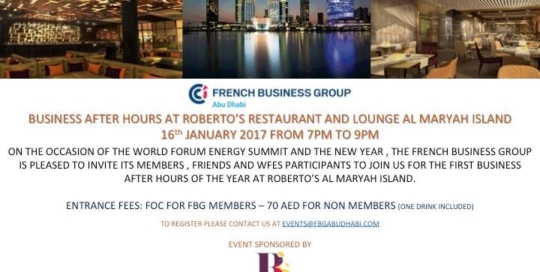 FRENCH BUSINESS GROUP
Abu Dhabi
BUSINESS AFTER HOURS AT ROBERTO'S RESTAURANT AND LOUNGE AL MARYAH ISLAND
16th JANUARY 2017 FROM 7PM TO 9PM
ON THE OCCASION OF THE WORLD FORUM ENERGY SUMMIT AND THE NEW YEAR , THE FRENCH BUSINESS GROUP
IS PLEASED TO INVITE ITS MEMBERS , FRIENDS AND WFES PARTICIPANTS TO JOIN US FOR THE FIRST BUSINESS
AFTER HOURS OF THE YEAR AT ROBERTO'S AL MARYAH ISLAND.
ENTRANCE FEES: FOC FOR FBG MEMBERS – 70 AED FOR NON MEMBERS (ONE DRINK INCLUDED)
TO REGISTER PLEASE CONTACT US AT EVENTS@FBGABUDHABI.COM
EVENT SPONSORED BY